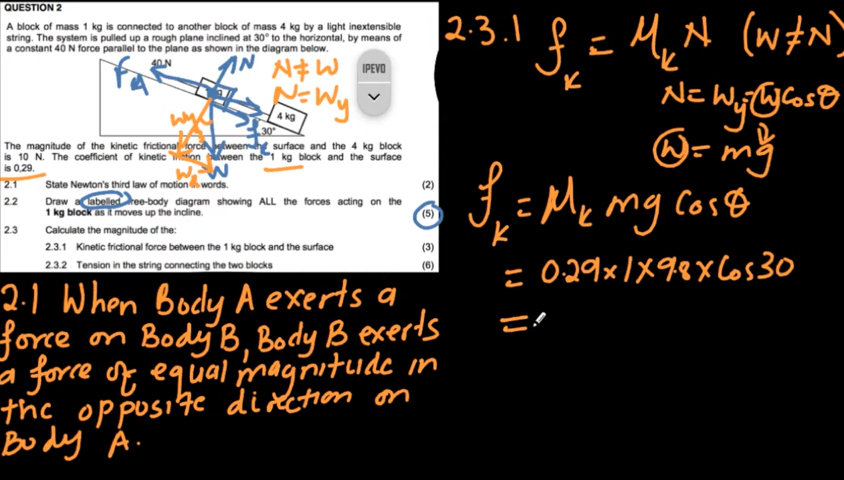 QUESTION 2
A block of mass 1 kg is connected to another block of mass 4 kg by a light inextensible
string. The system is pulled up a rough plane inclined at 30° to the horizontal, by means of
a constant 40 N force parallel to the plane as shown in the diagram below.
40 N
FA
N
N ≠ W
N = Wy
IPEVO
4 kg
30°
W
The magnitude of the kinetic frictional force between the surface and the 4 kg block
is 10 N. The coefficient of kinetic friction between the 1 kg block and the surface
is 0,29.
2.1 State Newton's third law of motion in words. (2)
2.2 Draw a labelled free-body diagram showing ALL the forces acting on the
1 kg block as it moves up the incline. (5)
2.3 Calculate the magnitude of the:
2.3.1 Kinetic frictional force between the 1 kg block and the surface (3)
2.3.2 Tension in the string connecting the two blocks (6)
2.1 When Body A exerts a
force on Body B, Body B exerts
a force of equal magnitude in
the opposite direction on
Body A.
2.3.1 fk = MkN (W≠N)
N = Wy = W cosθ
W = mg
fk = Mk mg cosθ
= 0.29 x 1 x 9.8 x Cos30
=